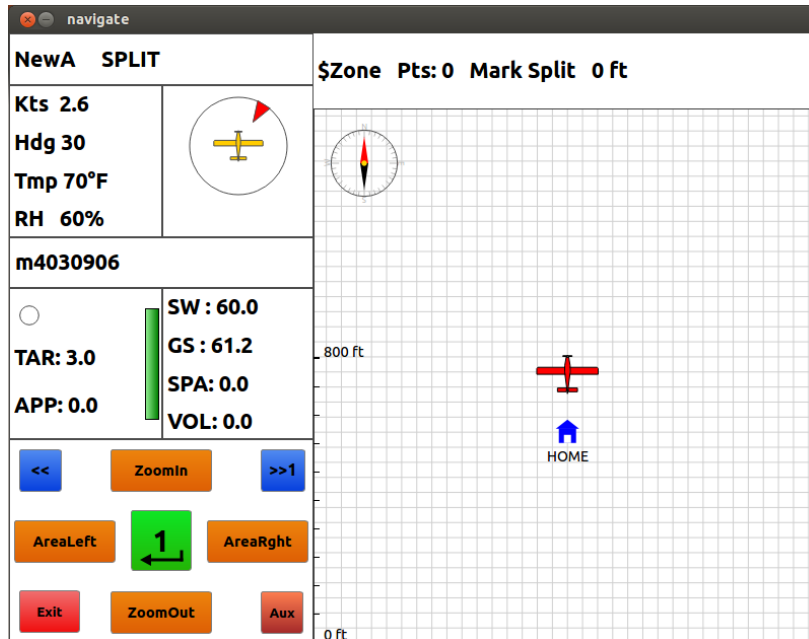 navigate
NewA SPLIT
$Zone Pts: 0 Mark Split 0 ft
Kts 2.6
Hdg 30
Tmp 70°F
RH 60%
m4030906
TAR: 3.0
APP: 0.0
SW : 60.0
GS : 61.2
SPA: 0.0
VOL: 0.0
<< ZoomIn >>1
AreaLeft 1 AreaRght
Exit ZoomOut Aux
800 ft
HOME
0 ft